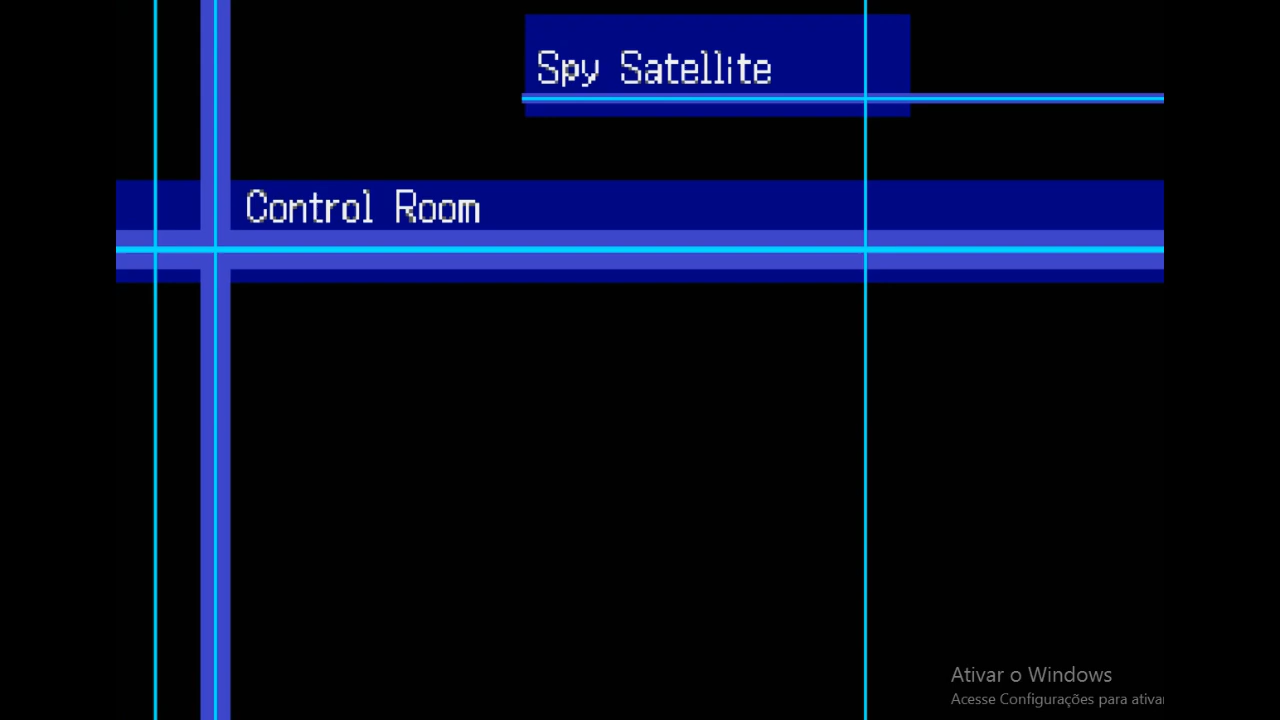 Spy Satellite
Control Room
Ativar o Windows
Acesse Configurações para ativar